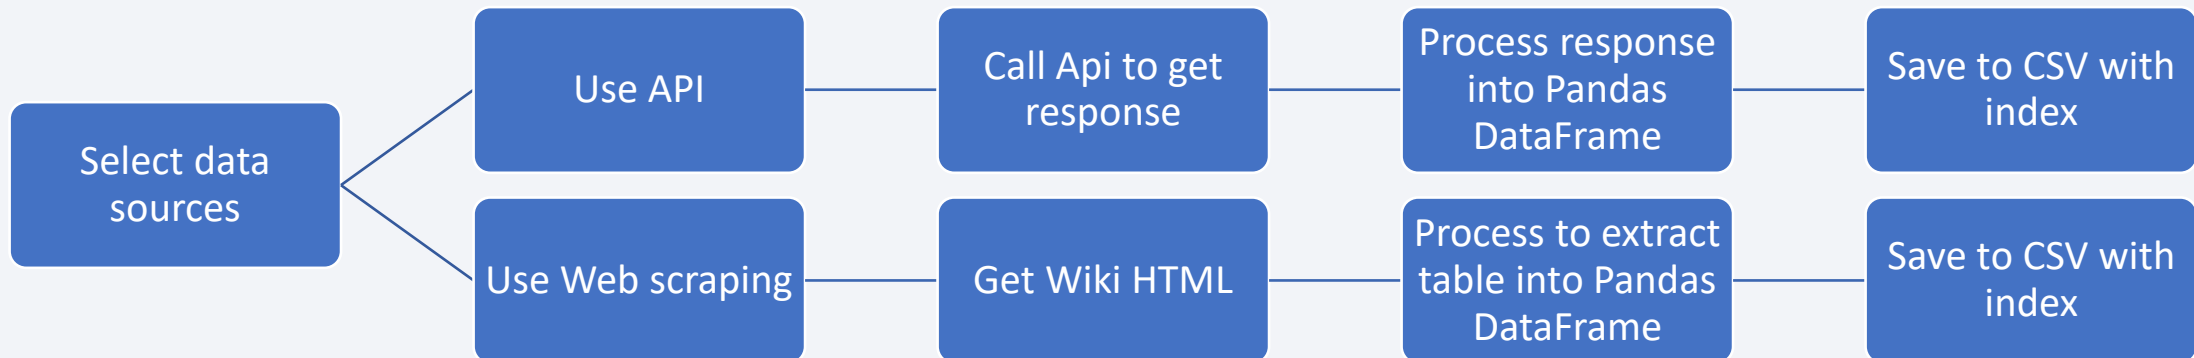 Select data
sources
Use API
Call Api to get
response
Process response
into Pandas
DataFrame
Save to CSV with
index
Use Web scraping
Get Wiki HTML
Process to extract
table into Pandas
DataFrame
Save to CSV with
index